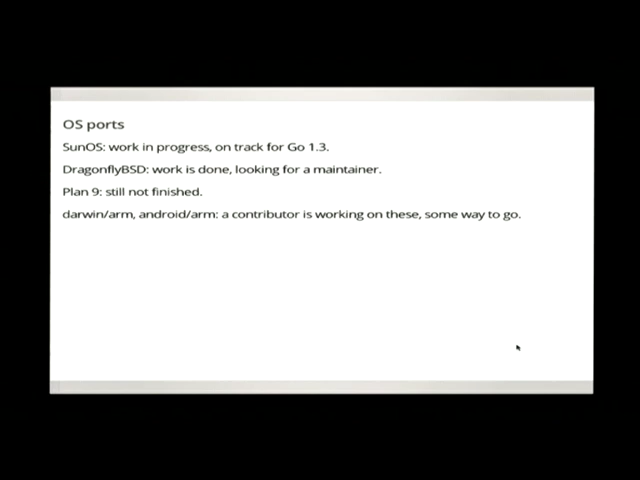 OS ports
SunOS: work in progress, on track for Go 1.3.
DragonflyBSD: work is done, looking for a maintainer.
Plan 9: still not finished.
darwin/arm, android/arm: a contributor is working on these, some way to go.